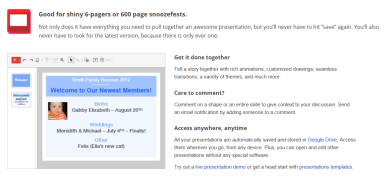 Good for shiny 6-pagers or 600 page snoozefests.
Not only does it have everything you need to pull together an awesome presentation, but you'll never have to hit "save" again. You'll also
never have to look for the latest version, because there is only ever one.
Smith Family Reunion 2012
Welcome to Our Newest Members!
Births
Gabby Elizabeth – August 20th
Weddings
Meredith & Michael – July 4th – Finally!
Other
Felix (Ella's new cat)
Get it done together
Tell a story together with rich animations, customized drawings, seamless
transitions, a variety of themes, and much more.
Care to comment?
Comment on a shape or an entire slide to give context to your discussion. Send
an email notification by adding someone to a comment.
Access anywhere, anytime
All your presentations are automatically saved and stored in Google Drive. Access
them wherever you go, from any device. Plus, you can open and edit other
presentations without any special software.
Try out a live presentation demo or get a head start with presentations templates.